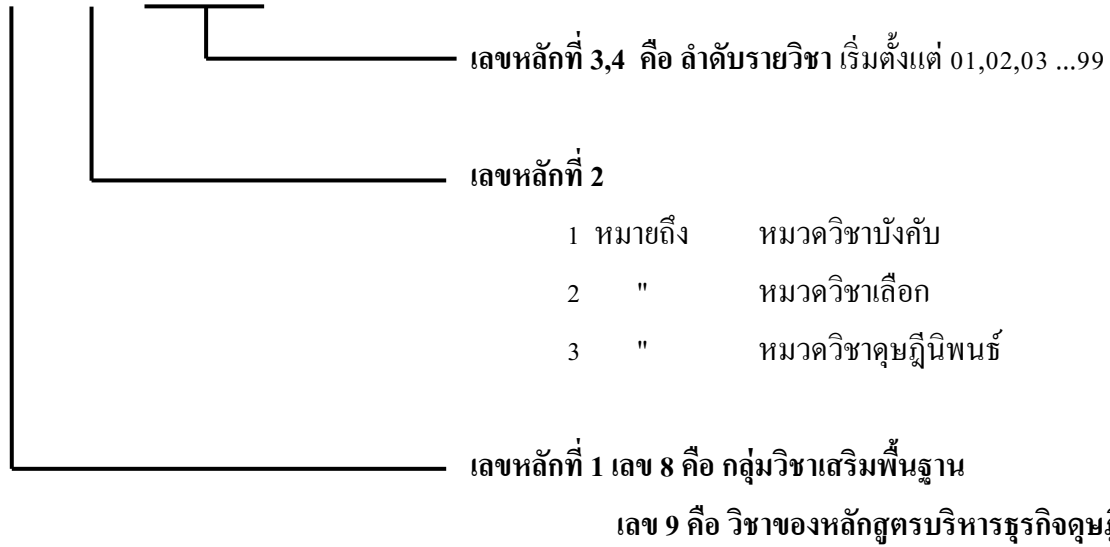 เลขหลักที่ 3,4 คือ ลำดับรายวิชา เริ่มตั้งแต่ 01,02,03 ...99
เลขหลักที่ 2
1 หมายถึง หมวดวิชาบังคับ
2 " หมวดวิชาเลือก
3 " หมวดวิชาดุษฎีนิพนธ์
เลขหลักที่ 1 เลข 8 คือ กลุ่มวิชาเสริมพื้นฐาน
เลข 9 คือ วิชาของหลักสูตรบริหารธุรกิจ